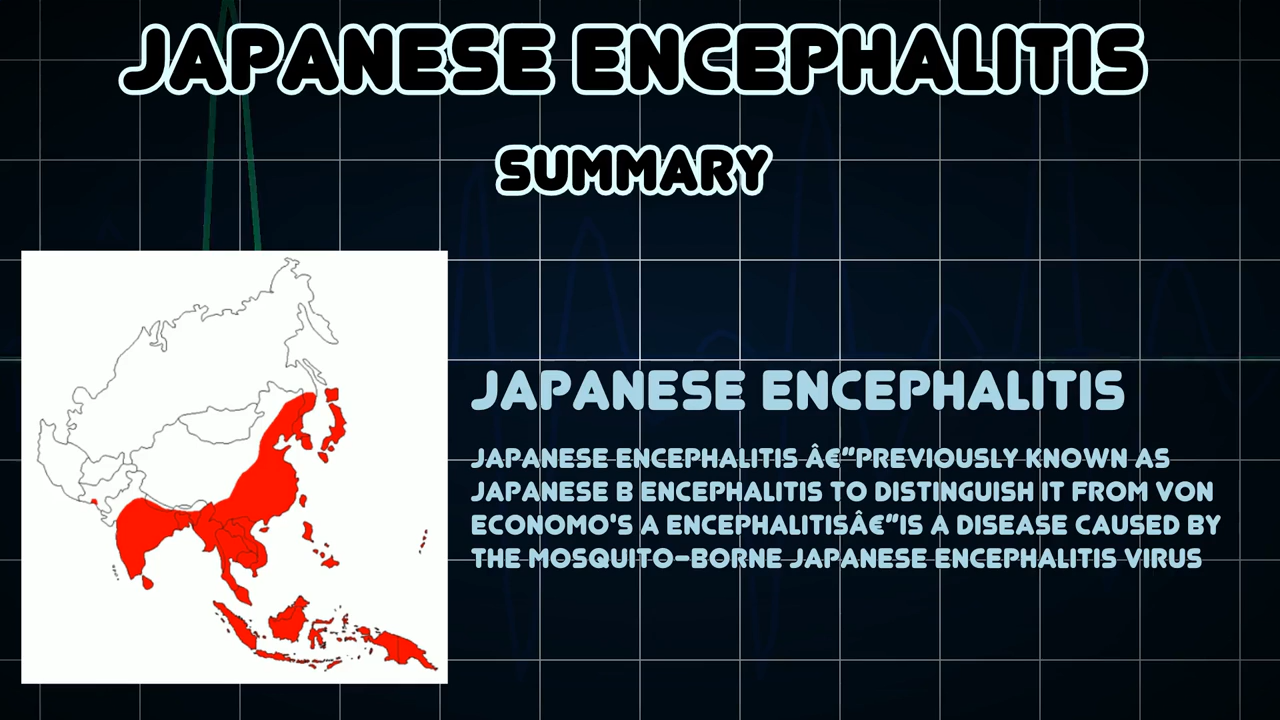 JAPANESE ENCEPHALITIS
SUMMARY
JAPANESE ENCEPHALITIS
JAPANESE ENCEPHALITIS Â€“PREVIOUSLY KNOWN AS
JAPANESE B ENCEPHALITIS TO DISTINGUISH IT FROM VON
ECONOMO'S A ENCEPHALITISÂ€“IS A DISEASE CAUSED BY
THE MOSQUITO-BORNE JAPANESE ENCEPHALITIS VIRUS